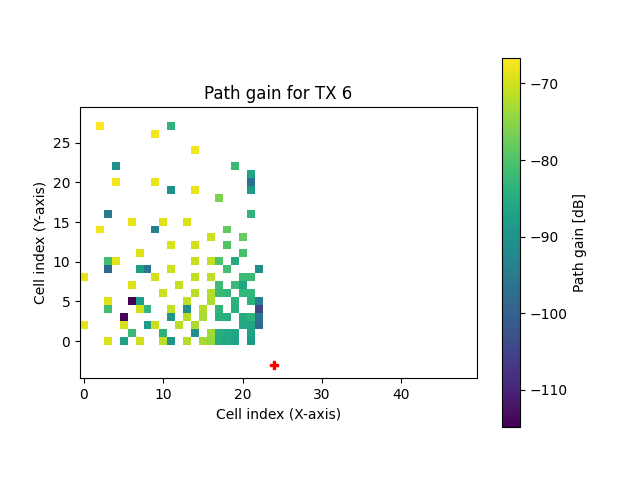 Path gain for TX 6
25
20
15
10
5
0
0 10 20 30 40
Cell index (X-axis)
Cell index (Y-axis)
−70
−80
−90
−100
−110
Path gain [dB]